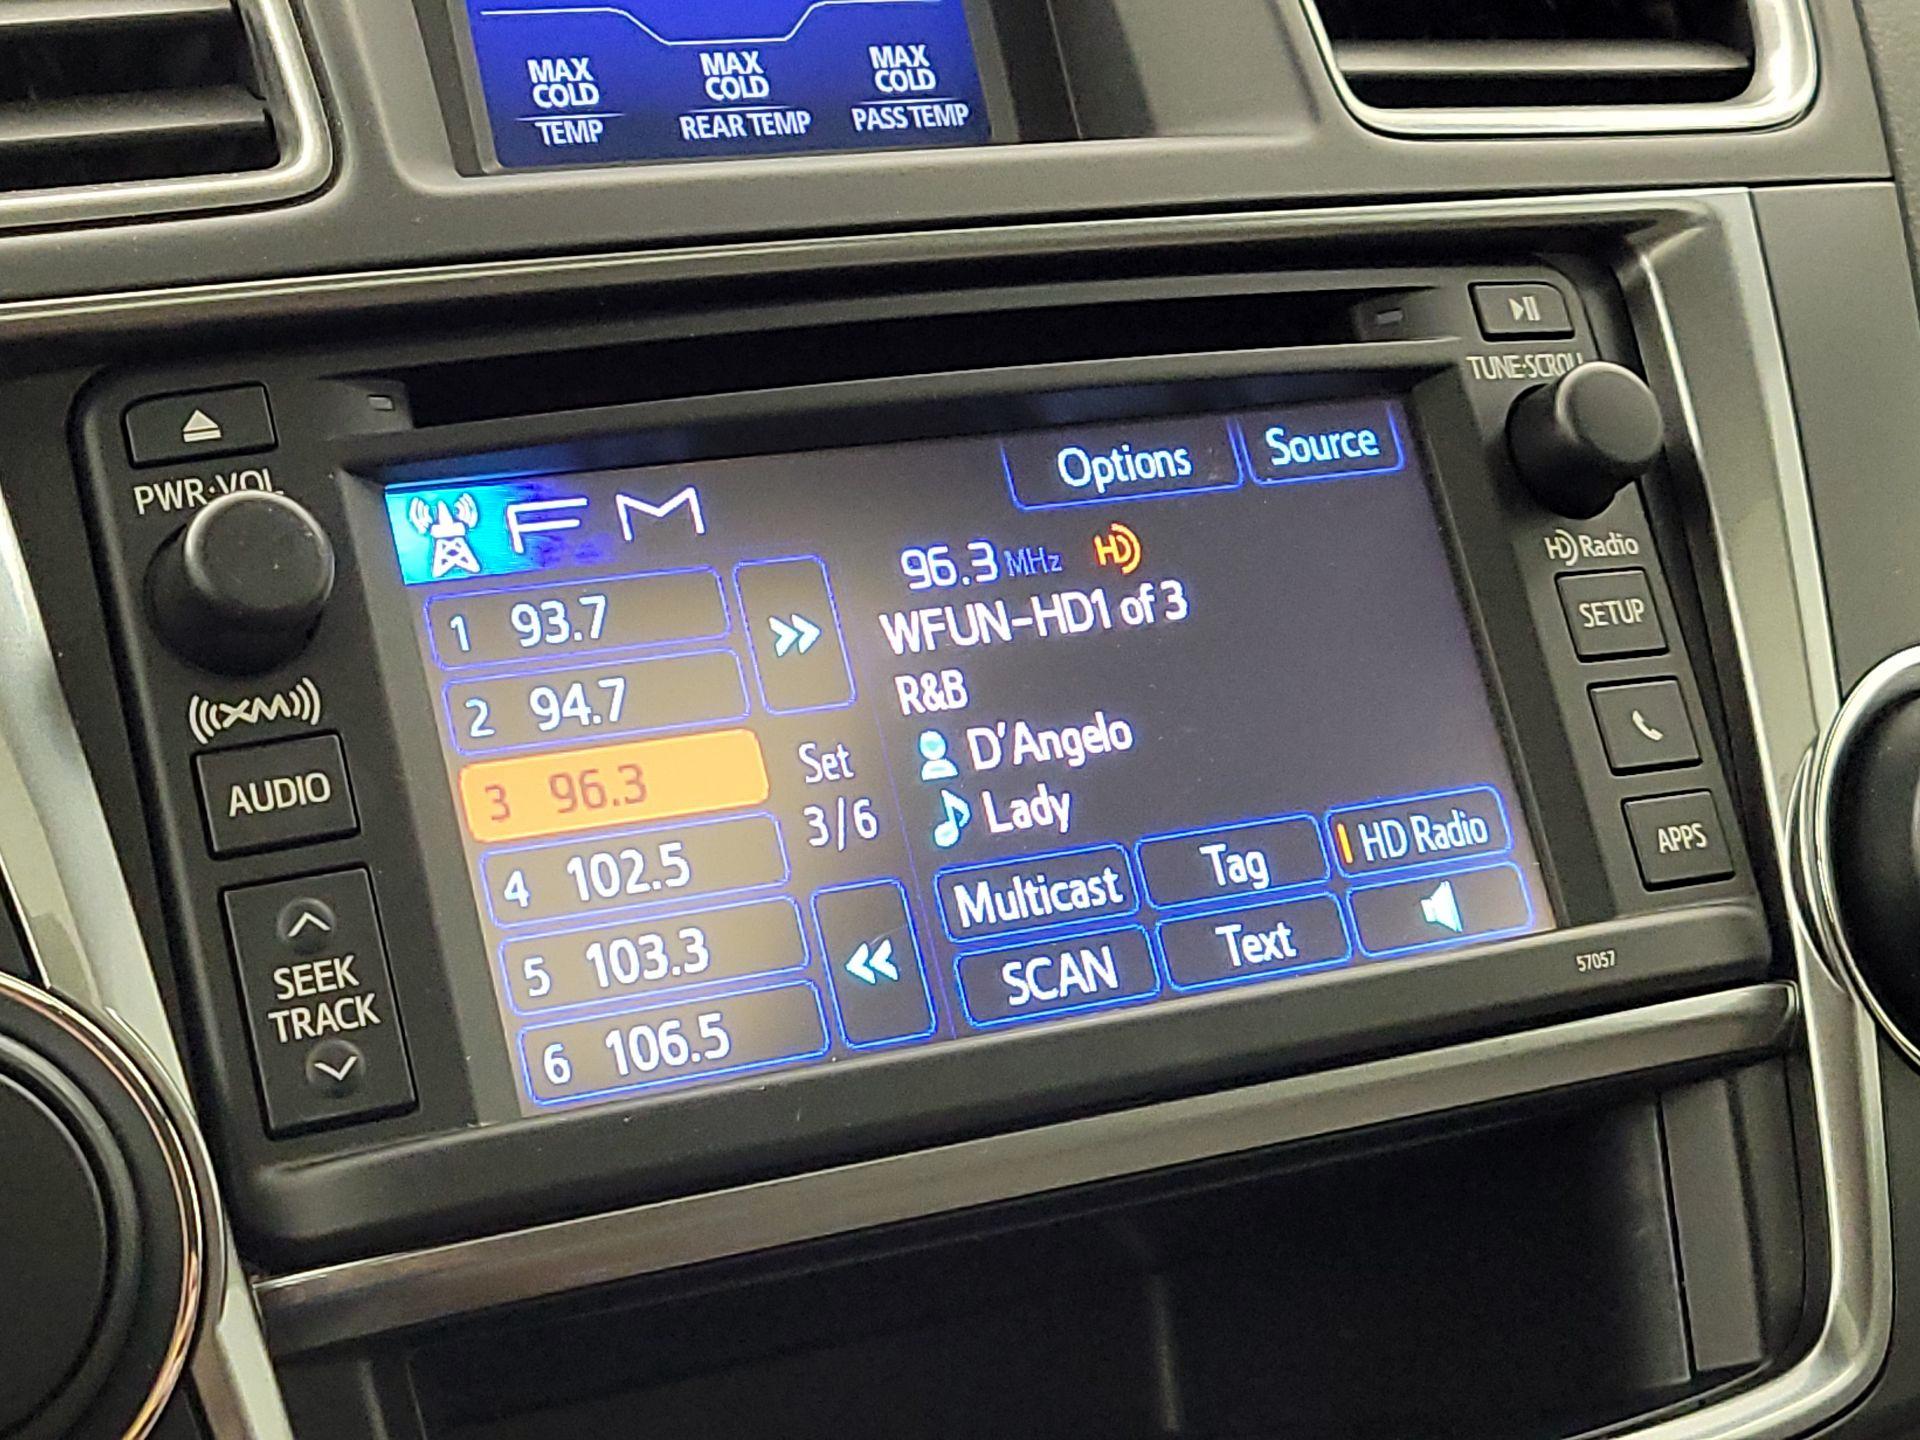 MAX COLD
TEMP
MAX COLD
REAR TEMP
MAX COLD
PASS TEMP
TUNE·SCROLL
PWR·VOL
FM
Options
Source
96.3 MHz HD
WFUN-HD1 of 3
R&B
D'Angelo
Lady
1 93.7
2 94.7
3 96.3
4 102.5
5 103.3
6 106.5
Set
3/6
Multicast
Tag
HD Radio
SCAN
Text
XM
AUDIO
SEEK
TRACK
HD Radio
SETUP
APPS
57057